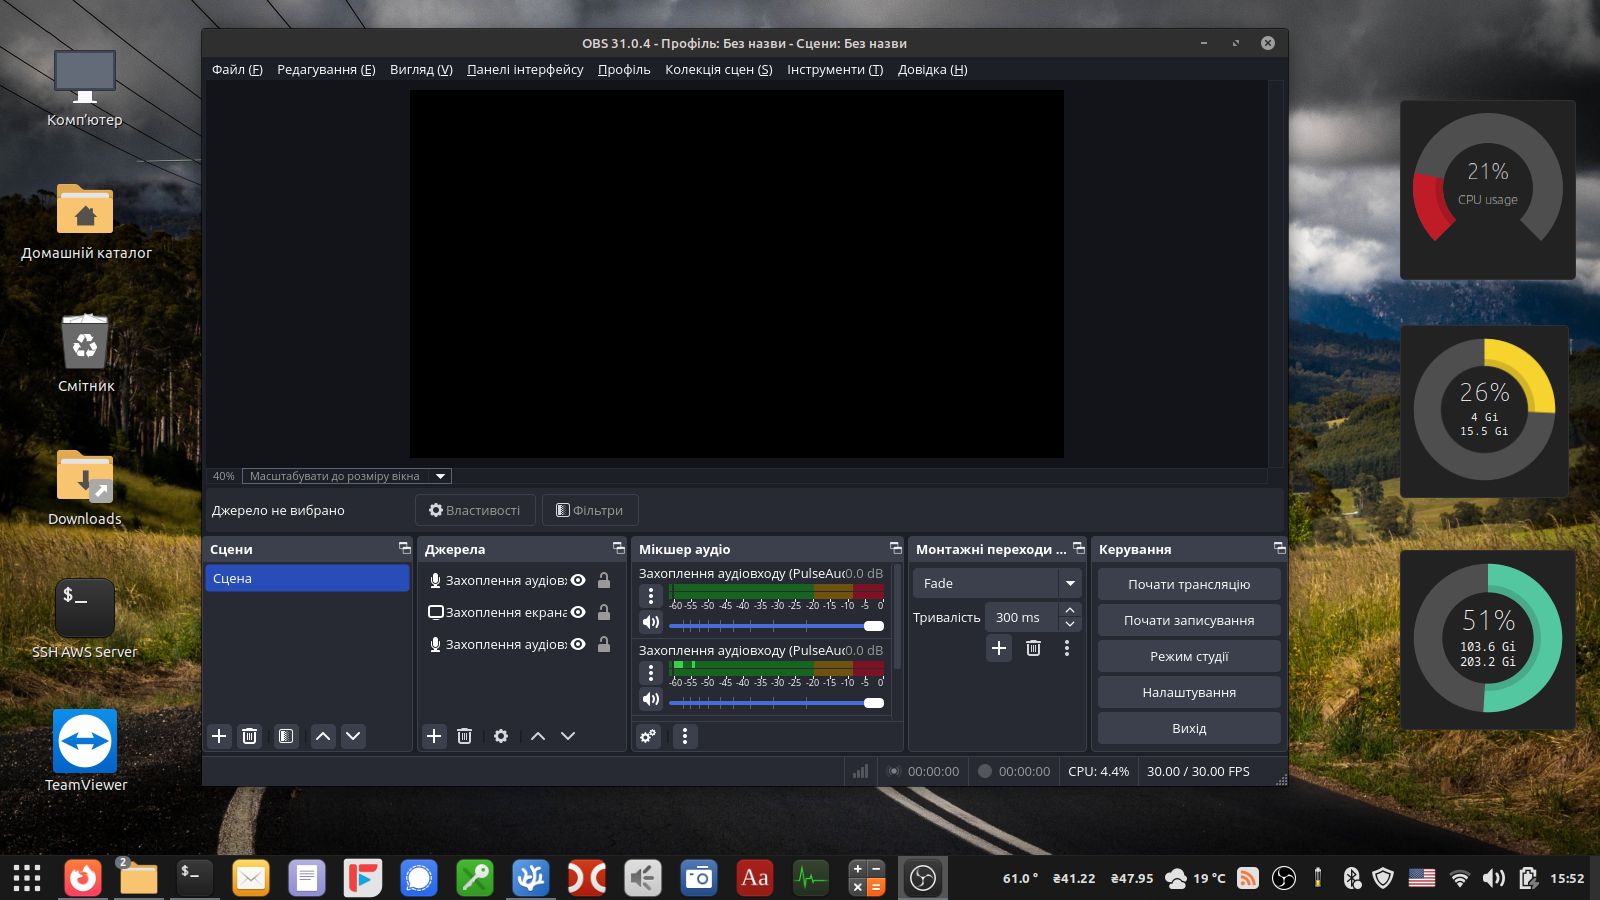 OBS 31.0.4 - Профіль: Без назви - Сцени: Без назви
Файл (F) Редагування (E) Вигляд (V) Панелі інтерфейсу Профіль Колекція сцен (S) Інструменти (T) Довідка (H)
Комп'ютер
Домашній каталог
Смітник
Downloads
$_
SSH AWS Server
TeamViewer
40% Масштабувати до розміру вікна
Джерело не вибрано Властивості Фільтри
Сцени
Сцена
Джерела
Захоплення аудіовх
Захоплення екрана
Захоплення аудіовх
Мікшер аудіо
Захоплення аудіовходу (PulseAud 0.0 dB
-60 -55 -50 -45 -40 -35 -30 -25 -20 -15 -10 -5 0
Захоплення аудіовходу (PulseAud 0.0 dB
-60 -55 -50 -45 -40 -35 -30 -25 -20 -15 -10 -5 0
Монтажні переходи ...
Fade
Тривалість 300 ms
Керування
Почати трансляцію
Почати записування
Режим студії
Налаштування
Вихід
00:00:00 00:00:00 CPU: 4.4% 30.00 / 30.00 FPS
21%
CPU usage
26%
4 Gi
15.5 Gi
51%
103.6 Gi
203.2 Gi
2
$_
Aa
61.0 ° ₴41.22 ₴47.95 19 °C 15:52